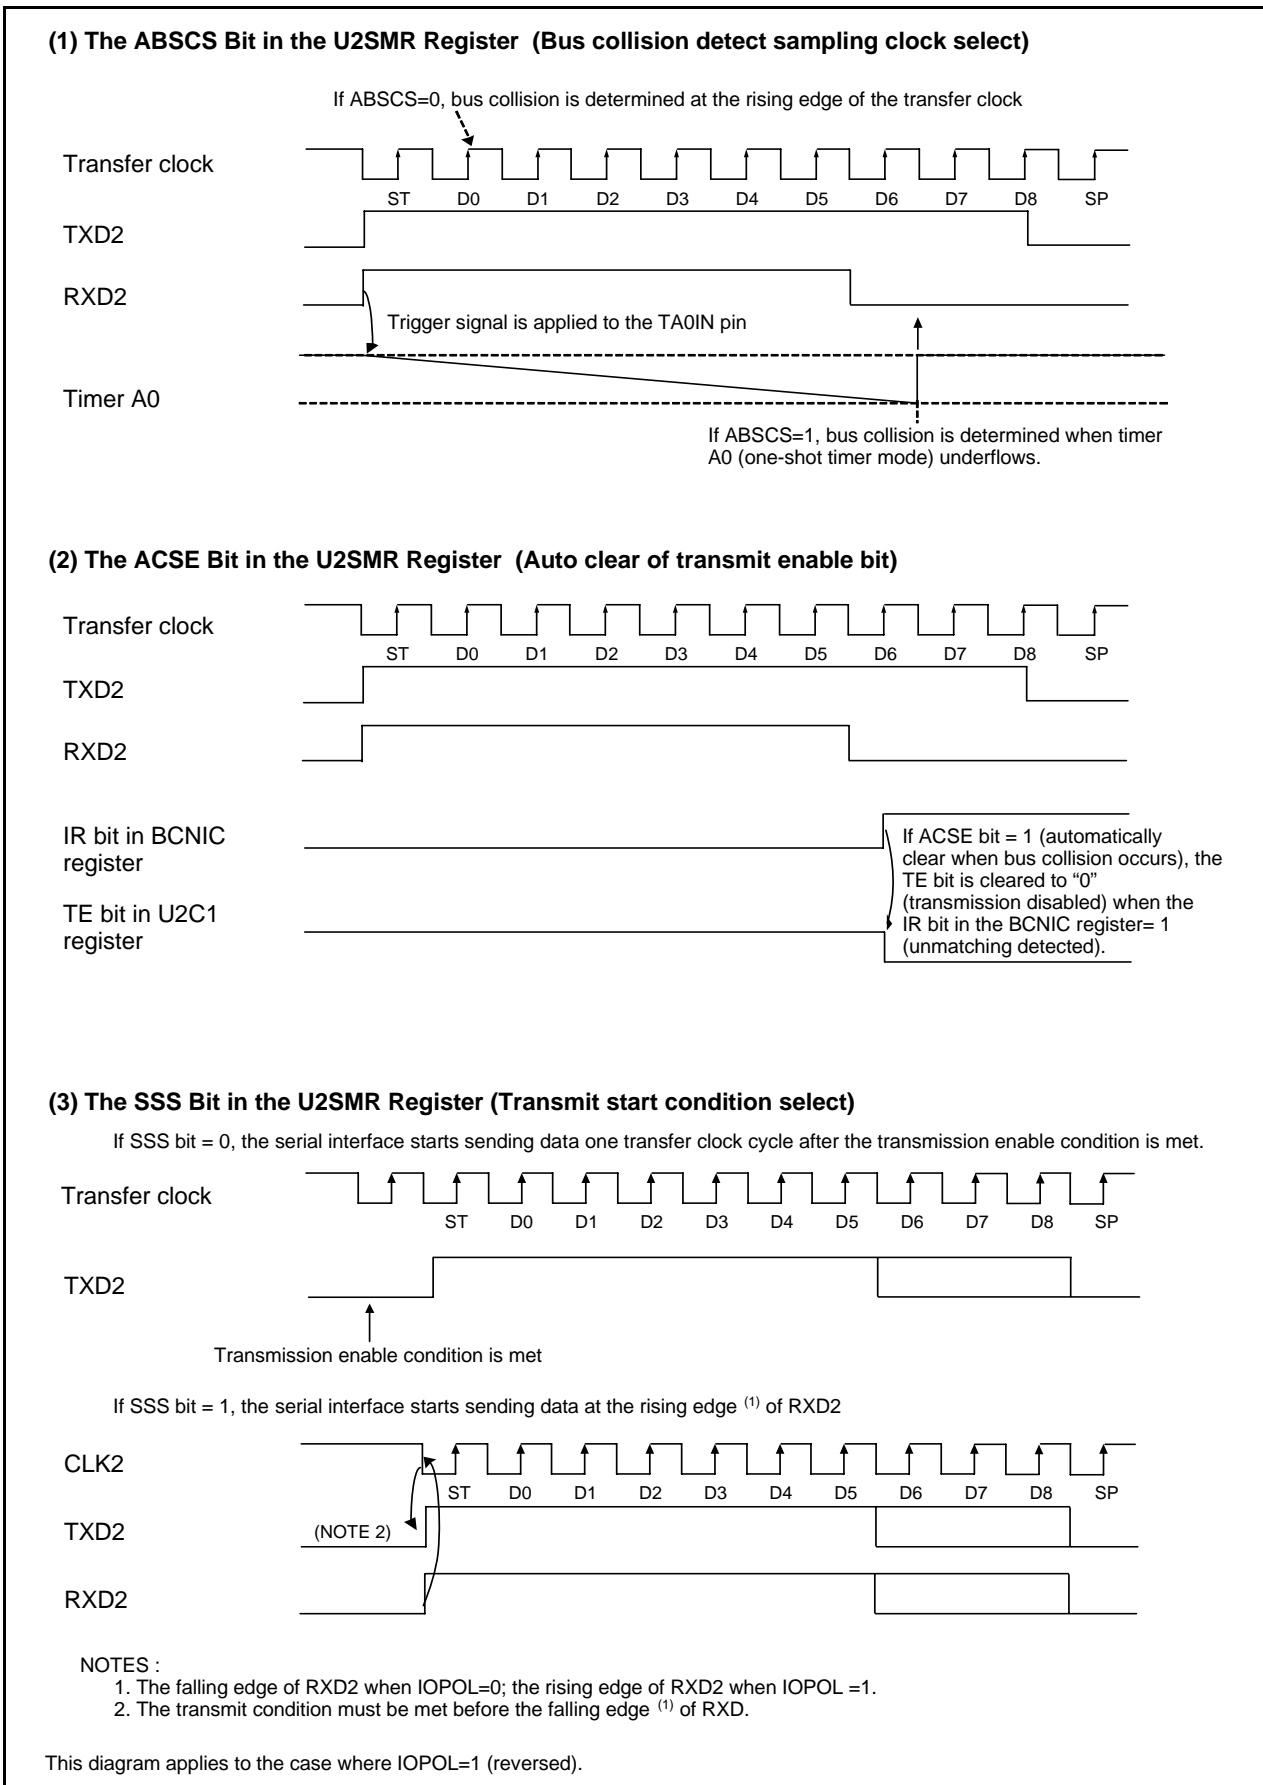 (1) The ABSCS Bit in the U2SMR Register (Bus collision detect sampling clock select)
If ABSCS=0, bus collision is determined at the rising edge of the transfer clock
Transfer clock
ST D0 D1 D2 D3 D4 D5 D6 D7 D8 SP
TXD2
RXD2
Trigger signal is applied to the TA0IN pin
Timer A0
If ABSCS=1, bus collision is determined when timer
A0 (one-shot timer mode) underflows.
(2) The ACSE Bit in the U2SMR Register (Auto clear of transmit enable bit)
Transfer clock
ST D0 D1 D2 D3 D4 D5 D6 D7 D8 SP
TXD2
RXD2
IR bit in BCNIC
register
If ACSE bit = 1 (automatically
clear when bus collision occurs), the
TE bit is cleared to “0”
(transmission disabled) when the
IR bit in the BCNIC register= 1
(unmatching detected).
TE bit in U2C1
register
(3) The SSS Bit in the U2SMR Register (Transmit start condition select)
If SSS bit = 0, the serial interface starts sending data one transfer clock cycle after the transmission enable condition is met.
Transfer clock
ST D0 D1 D2 D3 D4 D5 D6 D7 D8 SP
TXD2
Transmission enable condition is met
If SSS bit = 1, the serial interface starts sending data at the rising edge (1) of RXD2
CLK2
ST D0 D1 D2 D3 D4 D5 D6 D7 D8 SP
TXD2
(NOTE 2)
RXD2
NOTES :
1. The falling edge of RXD2 when IOPOL=0; the rising edge of RXD2 when IOPOL =1.
2. The transmit condition must be met before the falling edge (1) of RXD.
This diagram applies to the case where IOPOL=1 (reversed).